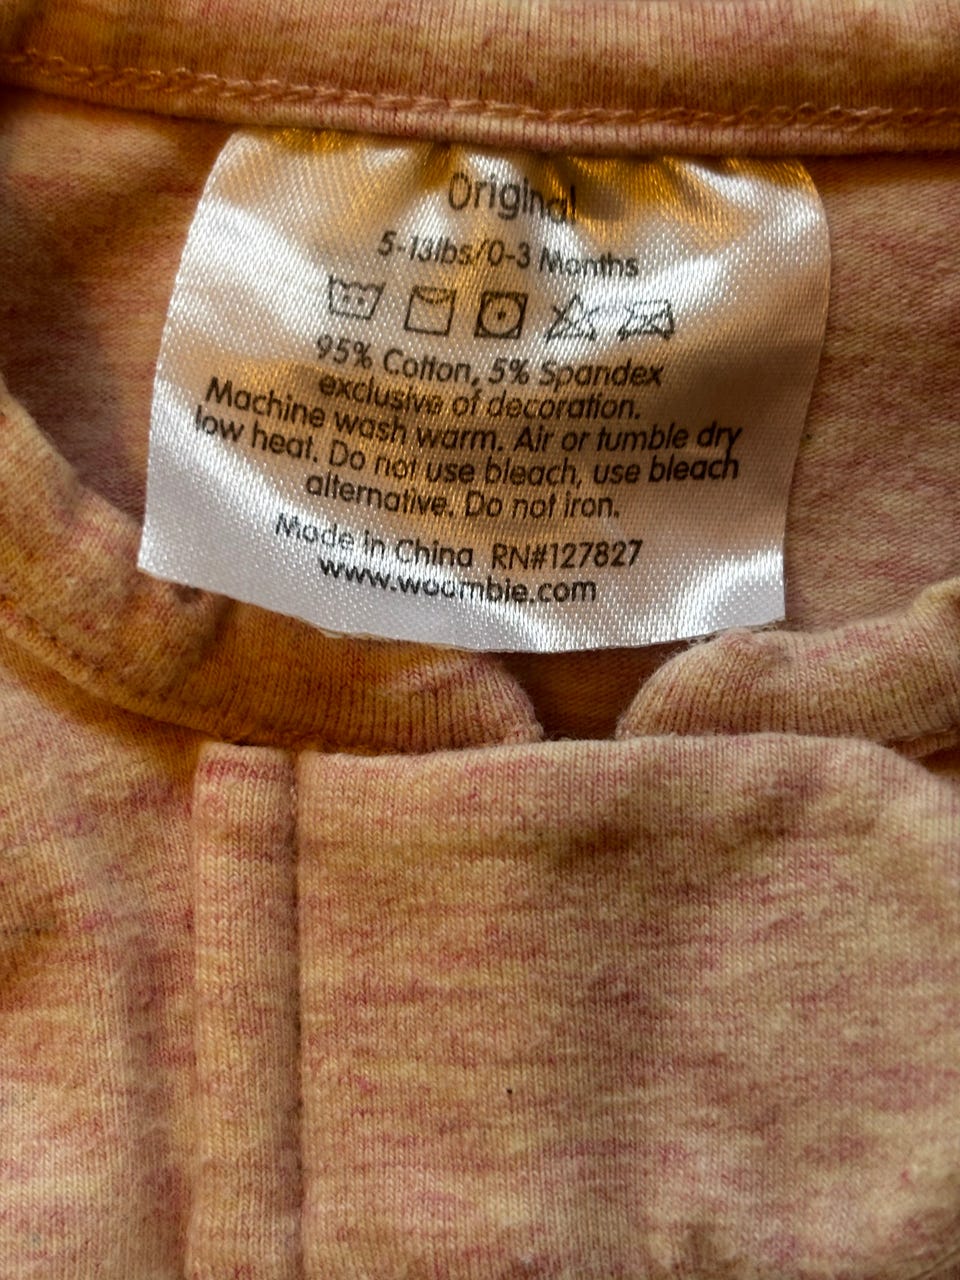 Original
5-13lbs/0-3 Months
95% Cotton, 5% Spandex
exclusive of decoration.
Machine wash warm. Air or tumble dry
low heat. Do not use bleach, use bleach
alternative. Do not iron.
Made in China RN#127827
www.woombie.com